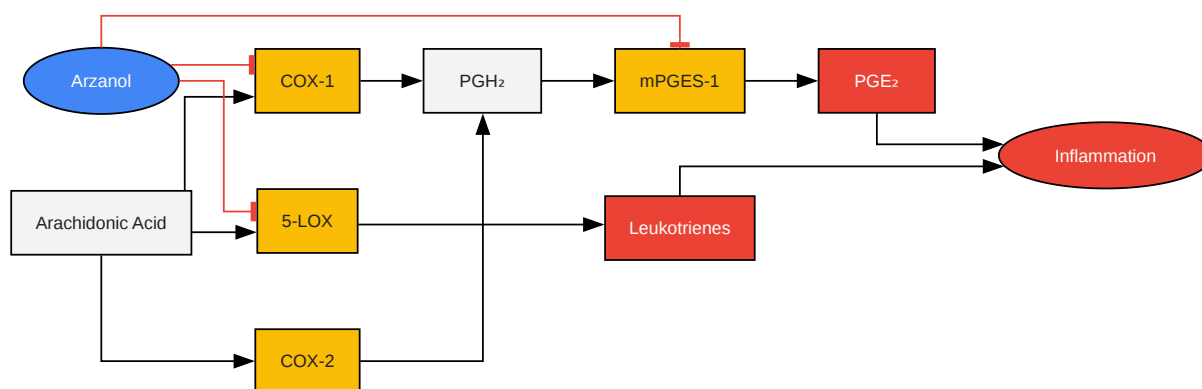 Arzanol
COX-1
PGH₂
mPGES-1
PGE₂
Inflammation
Arachidonic Acid
5-LOX
Leukotrienes
COX-2